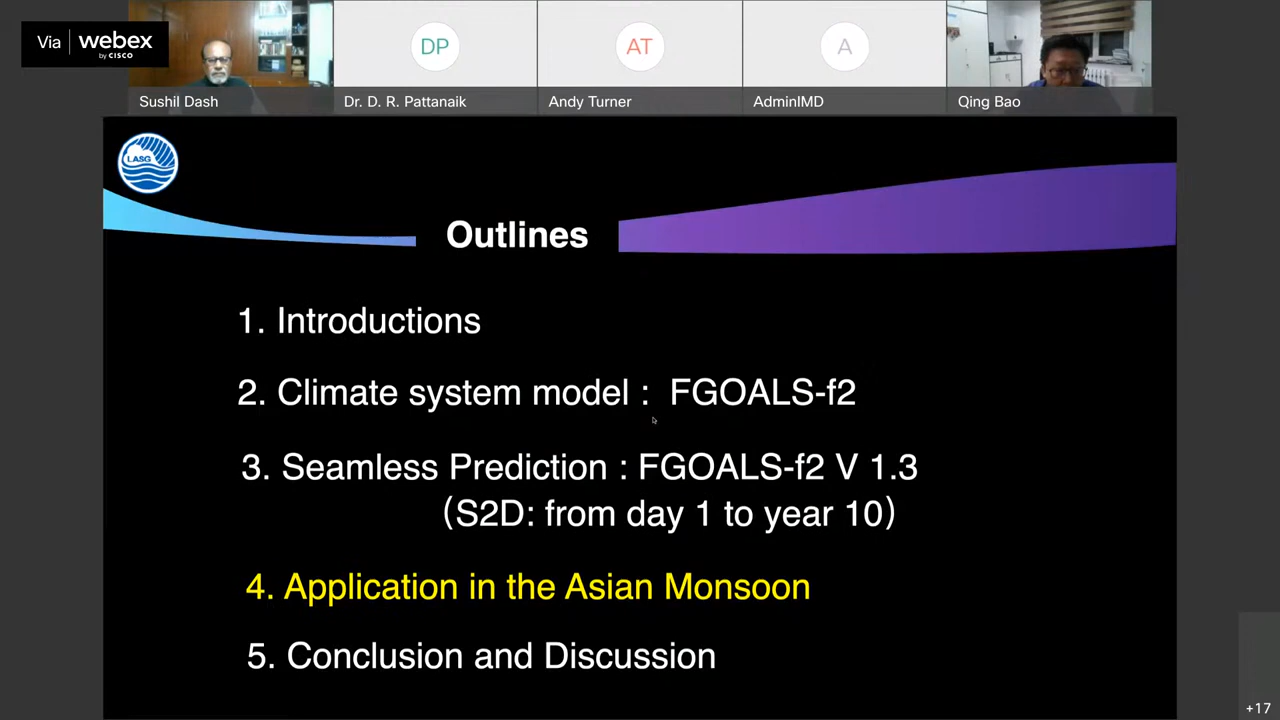 Via webex
by CISCO
DP
AT
A
Sushil Dash
Dr. D. R. Pattanaik
Andy Turner
AdminIMD
Qing Bao
LASG
Outlines
1. Introductions
2. Climate system model : FGOALS-f2
3. Seamless Prediction : FGOALS-f2 V 1.3
(S2D: from day 1 to year 10)
4. Application in the Asian Monsoon
5. Conclusion and Discussion
+17